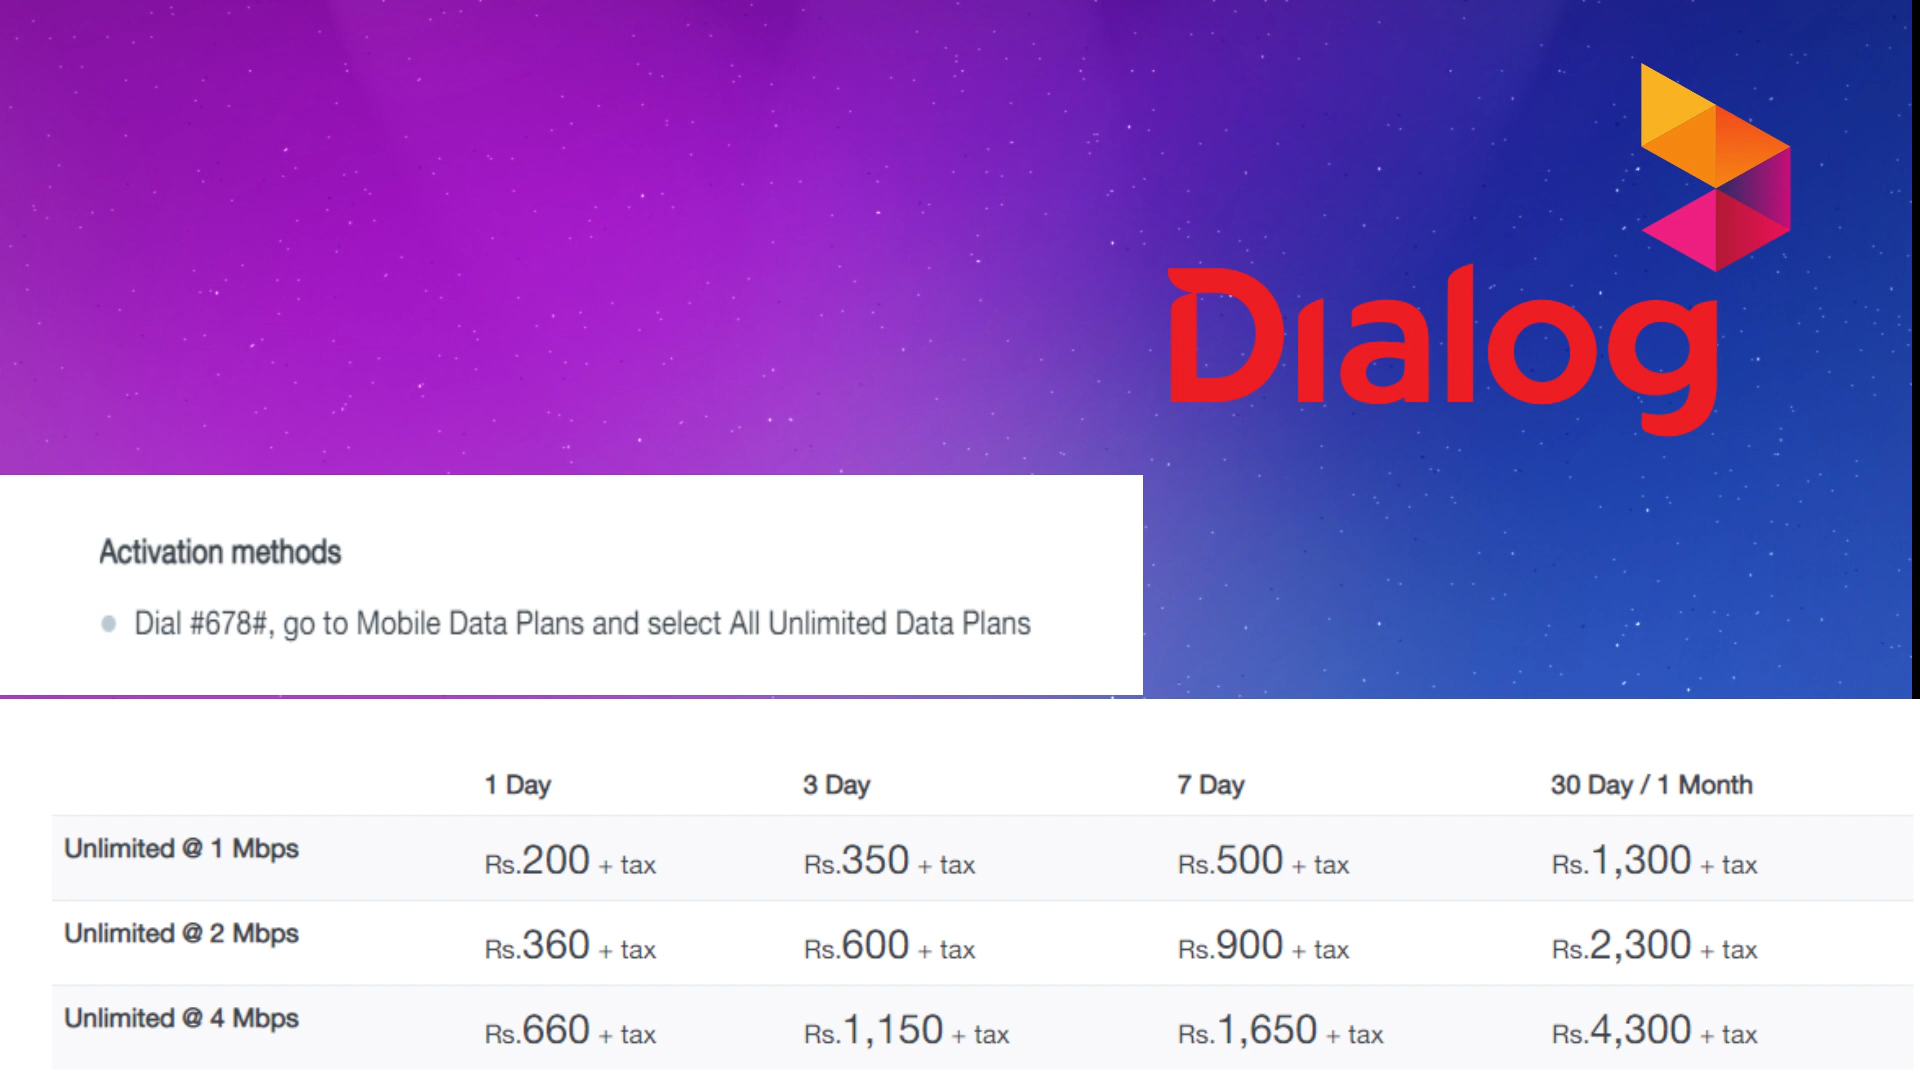 Dialog
Activation methods
Dial #678#, go to Mobile Data Plans and select All Unlimited Data Plans
1 Day 3 Day 7 Day 30 Day / 1 Month
Unlimited @ 1 Mbps Rs.200 + tax Rs.350 + tax Rs.500 + tax Rs.1,300 + tax
Unlimited @ 2 Mbps Rs.360 + tax Rs.600 + tax Rs.900 + tax Rs.2,300 + tax
Unlimited @ 4 Mbps Rs.660 + tax Rs.1,150 + tax Rs.1,650 + tax Rs.4,300 + tax